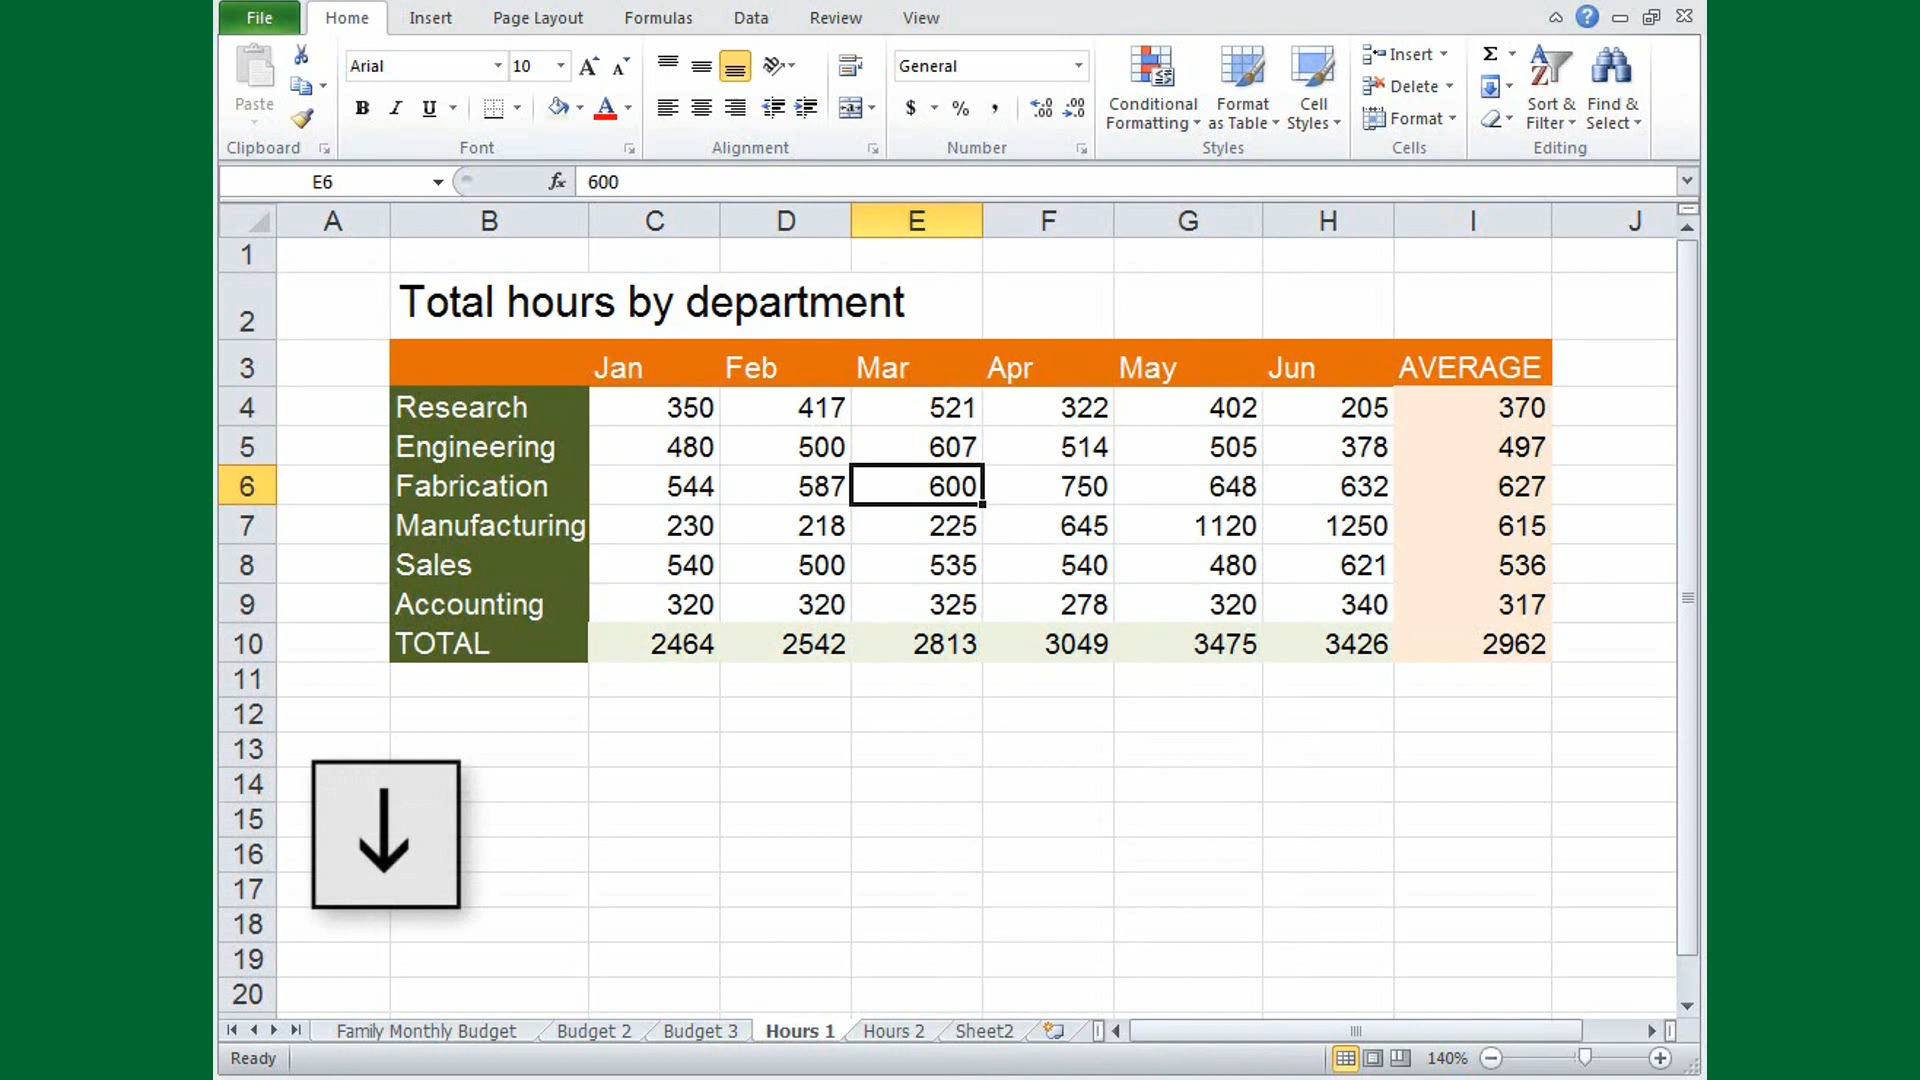 File Home Insert Page Layout Formulas Data Review View
Paste
Clipboard
Arial 10
B I U A
Font
Alignment
General
$ % , .00 .00
Number
Conditional Formatting
Format as Table
Cell Styles
Styles
Insert
Delete
Format
Cells
Σ
Sort & Filter
Find & Select
Editing
E6 fx 600
A B C D E F G H I J
1
2 Total hours by department
3 Jan Feb Mar Apr May Jun AVERAGE
4 Research 350 417 521 322 402 205 370
5 Engineering 480 500 607 514 505 378 497
6 Fabrication 544 587 600 750 648 632 627
7 Manufacturing 230 218 225 645 1120 1250 615
8 Sales 540 500 535 540 480 621 536
9 Accounting 320 320 325 278 320 340 317
10 TOTAL 2464 2542 2813 3049 3475 3426 2962
11
12
13
14
15
16
17
18
19
20
Family Monthly Budget Budget 2 Budget 3 Hours 1 Hours 2 Sheet2
Ready 140%